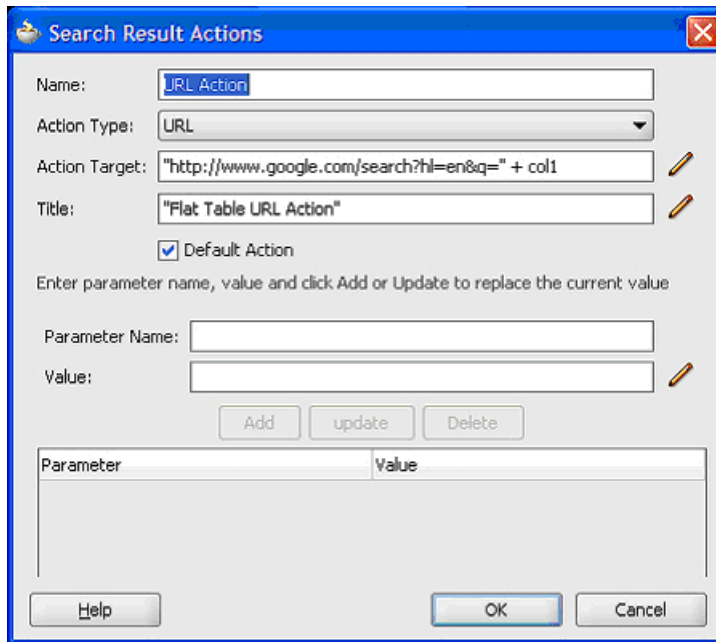 Search Result Actions
Name: URL Action
Action Type: URL
Action Target: "http://www.google.com/search?hl=en&q=" + col1
Title: "Flat Table URL Action"
Default Action
Enter parameter name, value and click Add or Update to replace the current value
Parameter Name:
Value:
Add update Delete
Parameter Value
Help OK Cancel